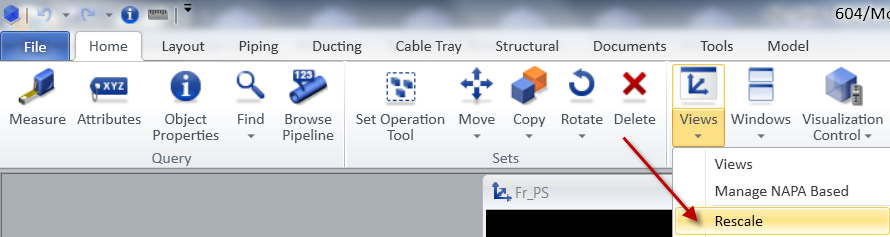 604/Mo
File Home Layout Piping Ducting Cable Tray Structural Documents Tools Model
XYZ 123
Measure Attributes Object Properties Find Browse Pipeline Set Operation Tool Move Copy Rotate Delete Views Windows Visualization Control
Query Sets
Views
Manage NAPA Based
Fr_PS
Rescale